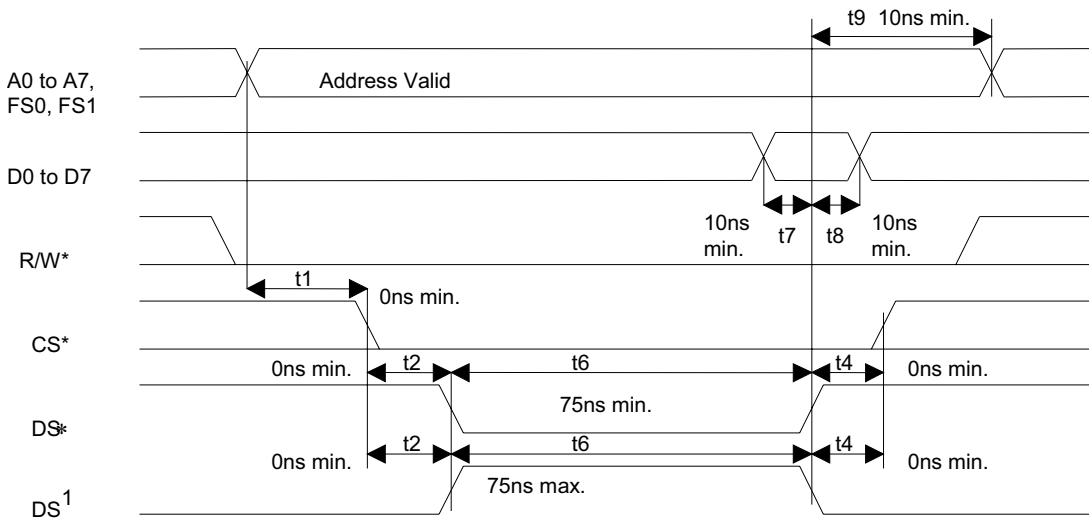 t9 10ns min.
A0 to A7,
FS0, FS1
Address Valid
D0 to D7
10ns
min.
t7
t8
10ns
min.
R/W*
t1
0ns min.
CS*
0ns min.
t2
t6
t4
0ns min.
75ns min.
DS*
0ns min.
t2
t6
t4
0ns min.
75ns max.
DS1